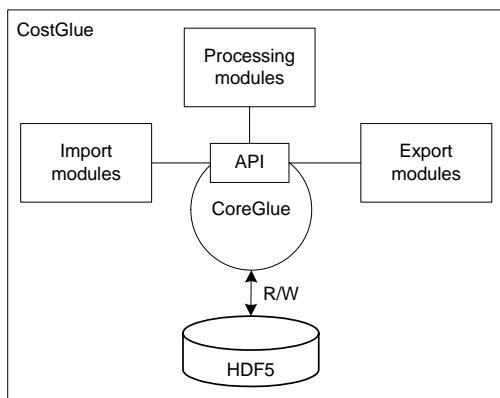 CostGlue
Processing
modules
Import
modules
API
Export
modules
CoreGlue
R/W
HDF5